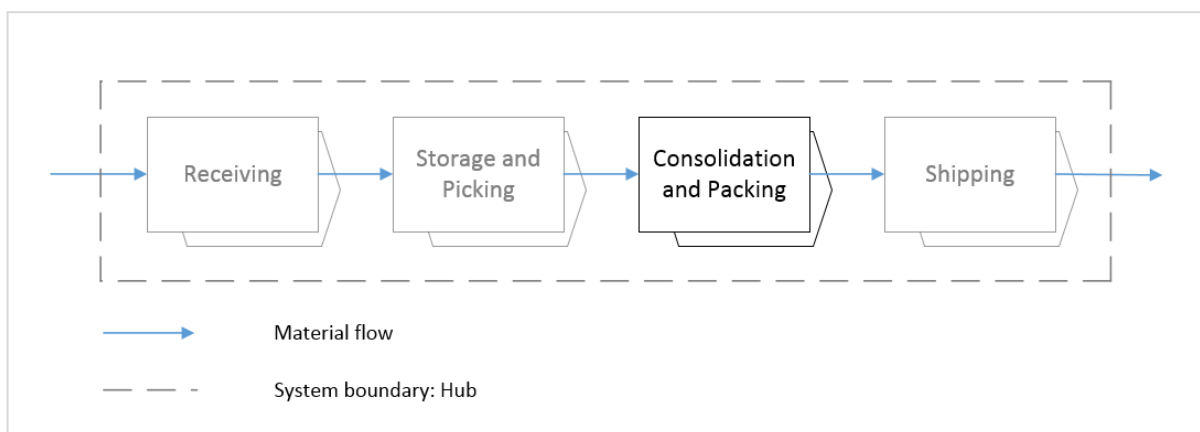 Receiving
Storage and
Picking
Consolidation
and Packing
Shipping
Material flow
System boundary: Hub